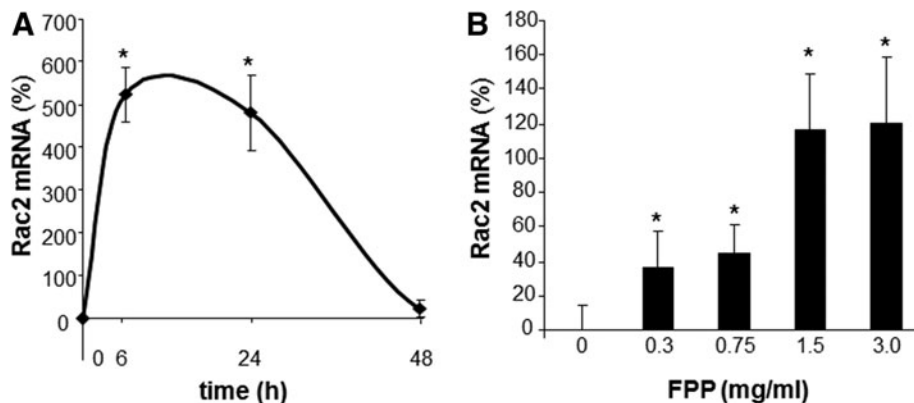 A
Rac2 mRNA (%)
700
600
500
400
300
200
100
0
* *
0 6 24 48
time (h)
B
Rac2 mRNA (%)
180
160
140
120
100
80
60
40
20
0
* * * *
0 0.3 0.75 1.5 3.0
FPP (mg/ml)